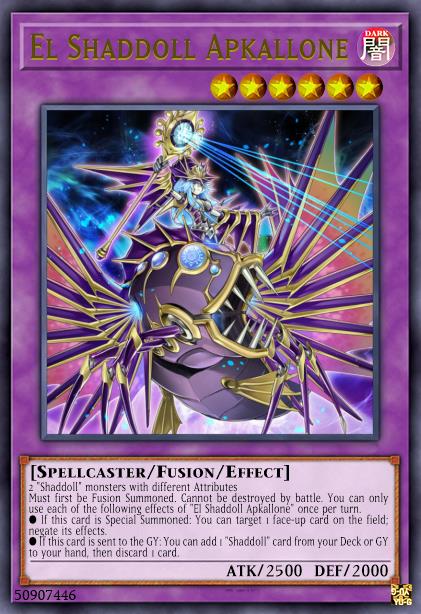 El Shaddoll Apkallone
DARK
闇
[Spellcaster/Fusion/Effect]
2 "Shaddoll" monsters with different Attributes
Must first be Fusion Summoned. Cannot be destroyed by battle. You can only
use each of the following effects of "El Shaddoll Apkallone" once per turn.
● If this card is Special Summoned: You can target 1 face-up card on the field;
negate its effects.
● If this card is sent to the GY: You can add 1 "Shaddoll" card from your Deck or GY
to your hand, then discard 1 card.
ATK/2500 DEF/2000
50907446